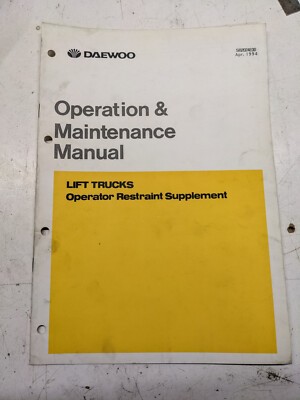 DAEWOO
Apr. 1994
Operation &
Maintenance
Manual
LIFT TRUCKS
Operator Restraint Supplement